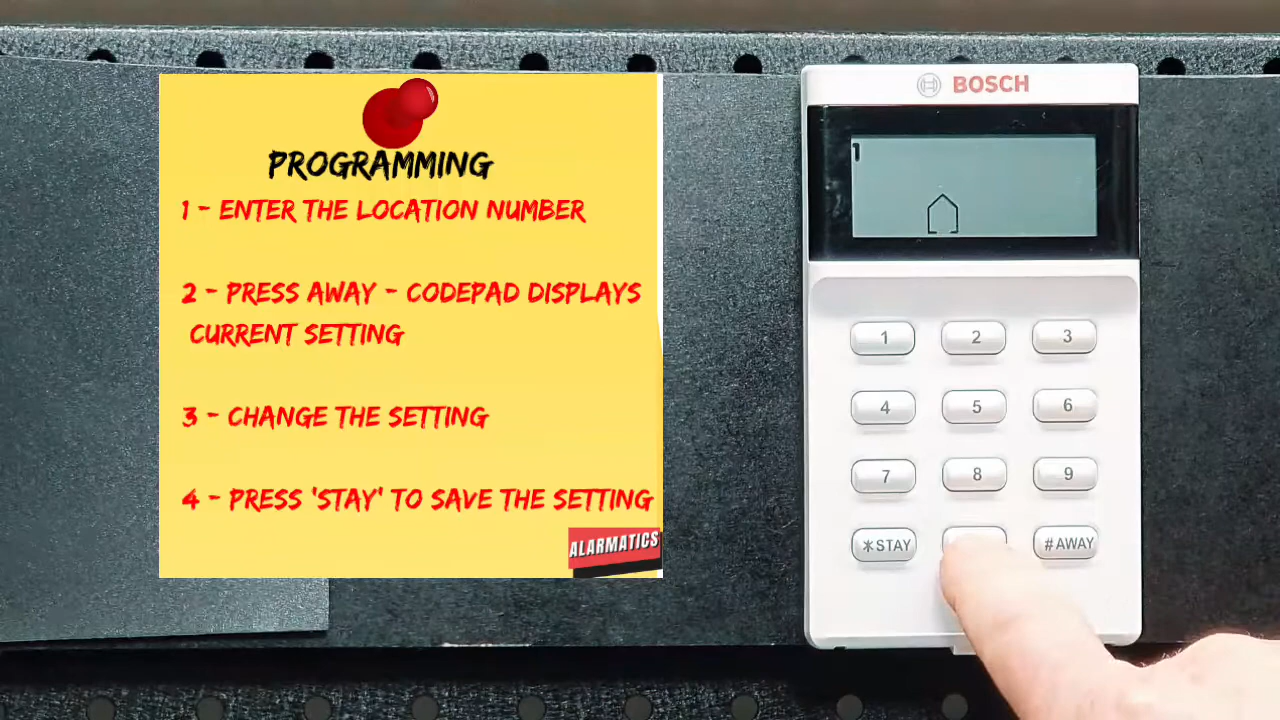 PROGRAMMING
1 - ENTER THE LOCATION NUMBER
2 - PRESS AWAY - CODEPAD DISPLAYS
CURRENT SETTING
3 - CHANGE THE SETTING
4 - PRESS 'STAY' TO SAVE THE SETTING
ALARMATICS
BOSCH
1
1 2 3
4 5 6
7 8 9
*STAY #AWAY